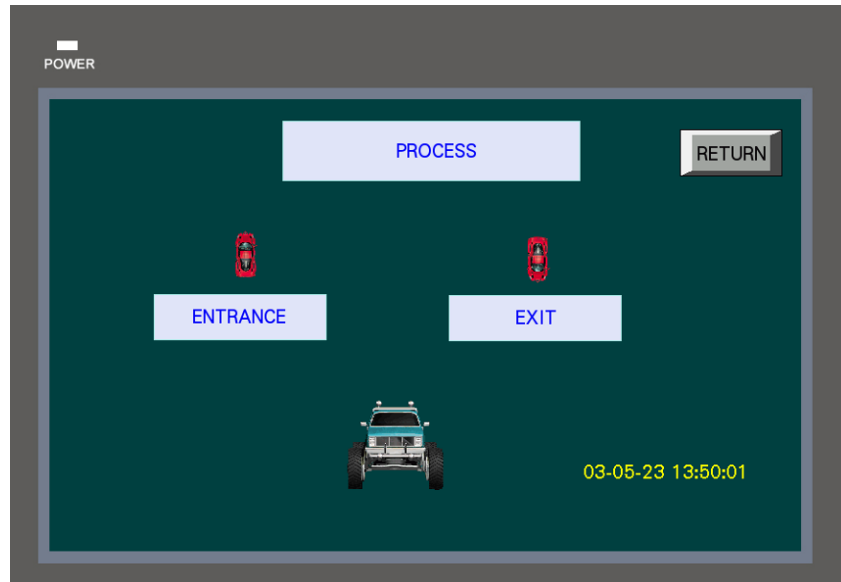 POWER
PROCESS
RETURN
ENTRANCE
EXIT
03-05-23 13:50:01